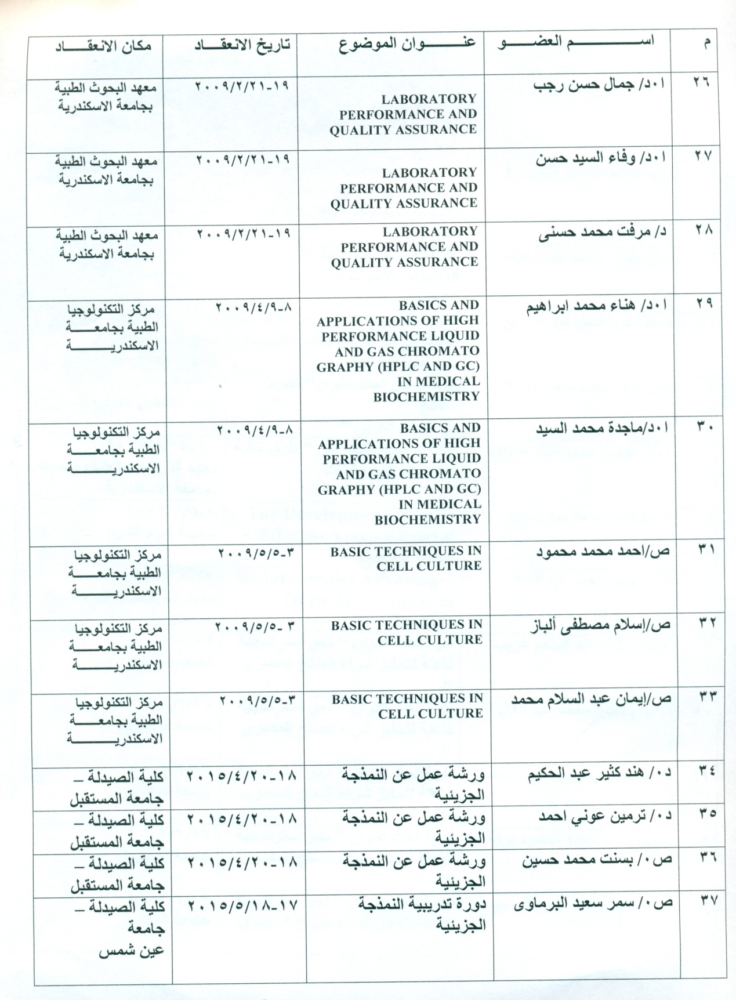 م اســـم العضـــو عنـــوان الموضوع تاريخ الانعقـــاد مكان الانعقـــاد
٢٦ ا٠د/ جمال حسن رجب LABORATORY ١٩-٢٠٠٩/٢/٢١ معهد البحوث الطبية
PERFORMANCE AND بجامعة الاسكندرية
QUALITY ASSURANCE
٢٧ ا٠د/ وفاء السيد حسن LABORATORY ١٩-٢٠٠٩/٢/٢١ معهد البحوث الطبية
PERFORMANCE AND بجامعة الاسكندرية
QUALITY ASSURANCE
٢٨ د/ مرفت محمد حسنى LABORATORY ١٩-٢٠٠٩/٢/٢١ معهد البحوث الطبية
PERFORMANCE AND بجامعة الاسكندرية
QUALITY ASSURANCE
٢٩ ا٠د/ هناء محمد ابراهيم BASICS AND ٨-٢٠٠٩/٤/٩ مركز التكنولوجيا
APPLICATIONS OF HIGH الطبية بجامعـــة
PERFORMANCE LIQUID الاسكندريـــة
AND GAS CHROMATO
GRAPHY (HPLC AND GC)
IN MEDICAL
BIOCHEMISTRY
٣٠ ا٠د/ماجدة محمد السيد BASICS AND ٨-٢٠٠٩/٤/٩ مركز التكنولوجيا
APPLICATIONS OF HIGH الطبية بجامعـــة
PERFORMANCE LIQUID الاسكندريـــة
AND GAS CHROMATO
GRAPHY (HPLC AND GC)
IN MEDICAL
BIOCHEMISTRY
٣١ ص/احمد محمد محمود BASIC TECHNIQUES IN ٣-٢٠٠٩/٥/٥ مركز التكنولوجيا
CELL CULTURE الطبية بجامعـــة
الاسكندريـــة
٣٢ ص/إسلام مصطفى ألباز BASIC TECHNIQUES IN ٣ -٢٠٠٩/٥/٥ مركز التكنولوجيا
CELL CULTURE الطبية بجامعـــة
الاسكندريـــة
٣٣ ص/إيمان عبد السلام محمد BASIC TECHNIQUES IN ٣-٢٠٠٩/٥/٥ مركز التكنولوجيا
CELL CULTURE الطبية بجامعـــة
الاسكندريـــة
٣٤ د٠/ هند كثير عبد الحكيم ورشة عمل عن النمذجة ١٨-٢٠١٥/٤/٢٠ كلية الصيدلة –
الجزيئية جامعة المستقبل
٣٥ د٠/ ترمين عوني احمد ورشة عمل عن النمذجة ١٨-٢٠١٥/٤/٢٠ كلية الصيدلة –
الجزيئية جامعة المستقبل
٣٦ ص٠/ بسنت محمد حسين ورشة عمل عن النمذجة ١٨-٢٠١٥/٤/٢٠ كلية الصيدلة –
الجزيئية جامعة المستقبل
٣٧ ص٠/ سمر سعيد البرماوى دورة تدريبية النمذجة ١٧-٢٠١٥/٥/١٨ كلية الصيدلة –
الجزيئية جامعة
عين شمس